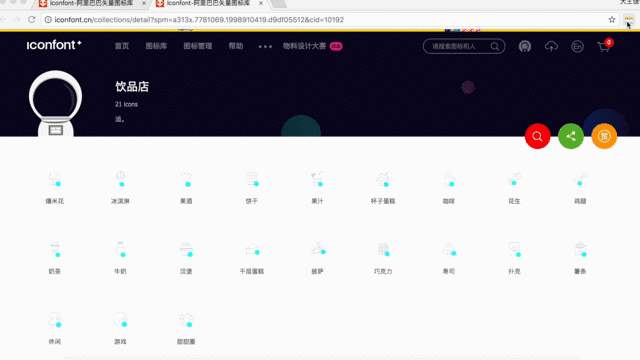 iconfont-阿里巴巴矢量图标库
iconfont-阿里巴巴矢量图标库
iconfont.cn/collections/detail?spm=a313x.7781069.1998910419.d9df05512&cid=10192
iconfont+ 首页 图标库 图标管理 帮助 ••• 物料设计大赛 请搜索图标和人 En 0
饮品店
21 icons
运。
爆米花 冰淇淋 果酒 饼干 果汁 杯子蛋糕 咖啡 花生 鸡腿
奶茶 牛奶 汉堡 千层蛋糕 披萨 巧克力 寿司 扑克 薯条
休闲 游戏 甜甜圈